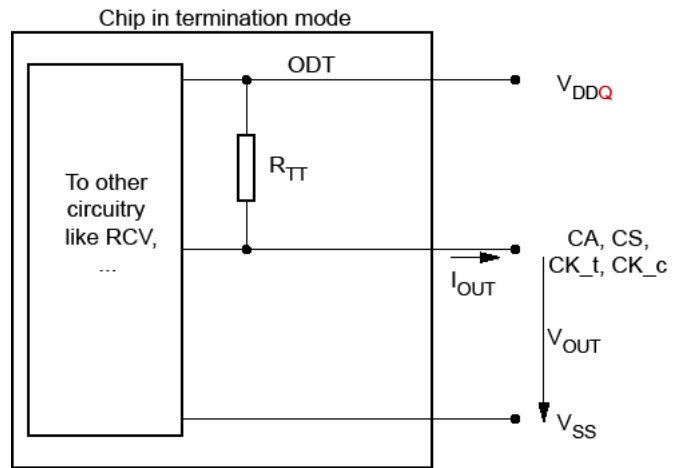 Chip in termination mode
ODT
VDDQ
RTT
To other
circuitry
like RCV,
...
CA, CS,
CK_t, CK_c
IOUT
VOUT
VSS